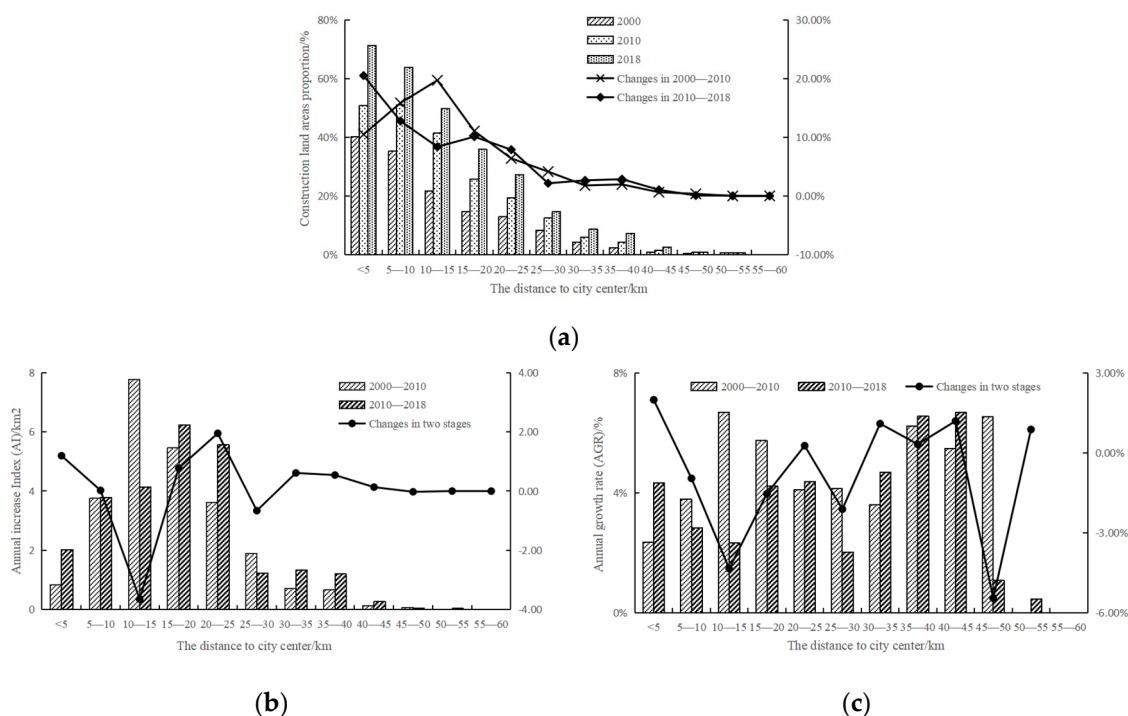 80%
60%
40%
20%
0%
Construction land areas proportion/%
30.00%
20.00%
10.00%
0.00%
-10.00%
2000
2010
2018
Changes in 2000—2010
Changes in 2010—2018
<5 5—10 10—15 15—20 20—25 25—30 30—35 35—40 40—45 45—50 50—55 55—60
The distance to city center/km
(a)
8
6
4
2
0
Annual increase Index (AI)/km2
4.00
2.00
0.00
-2.00
-4.00
2000—2010
2010—2018
Changes in two stages
<5 5—10 10—15 15—20 20—25 25—30 30—35 35—40 40—45 45—50 50—55 55—60
The distance to city center/km
(b)
8%
4%
0%
Annual growth rate (AGR)/%
3.00%
0.00%
-3.00%
-6.00%
2000—2010 2010—2018 Changes in two stages
<5 5—10 10—15 15—20 20—25 25—30 30—35 35—40 40—45 45—50 50—55 55—60
The distance to city center/km
(c)